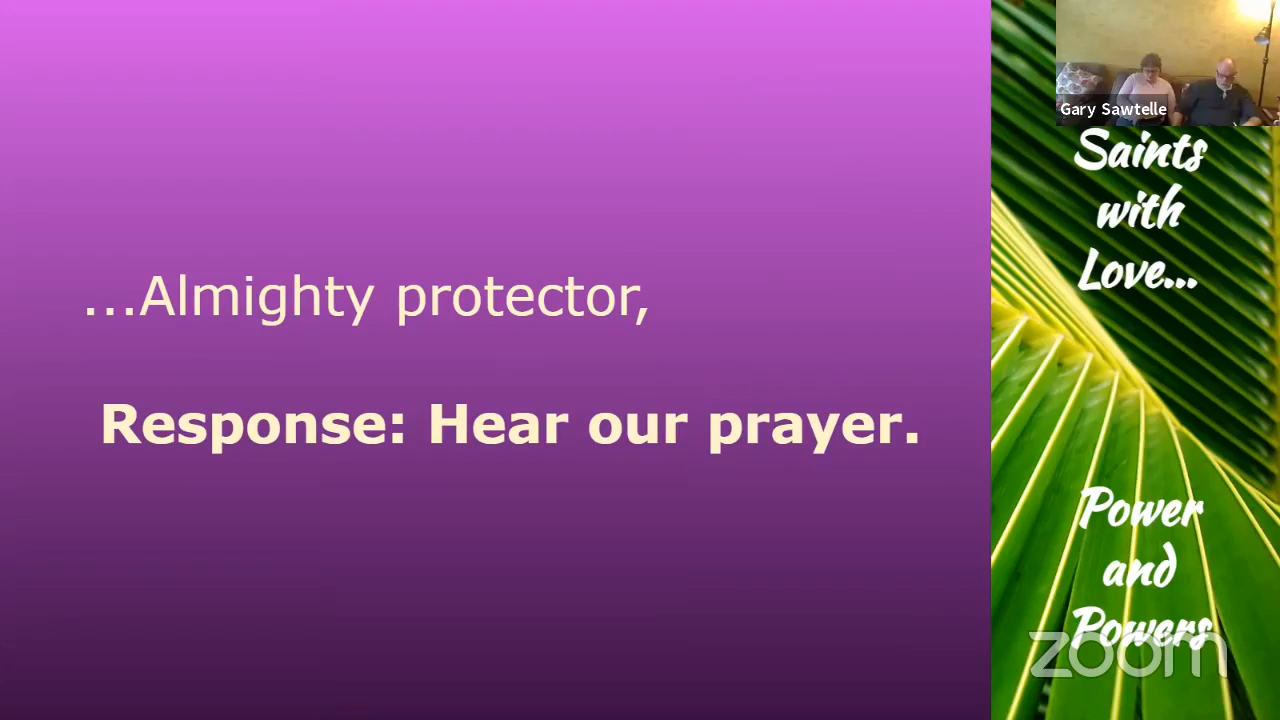 ...Almighty protector,
Response: Hear our prayer.
Gary Sawtelle
Saints
with
Love...
Power
and
Powers
zoom